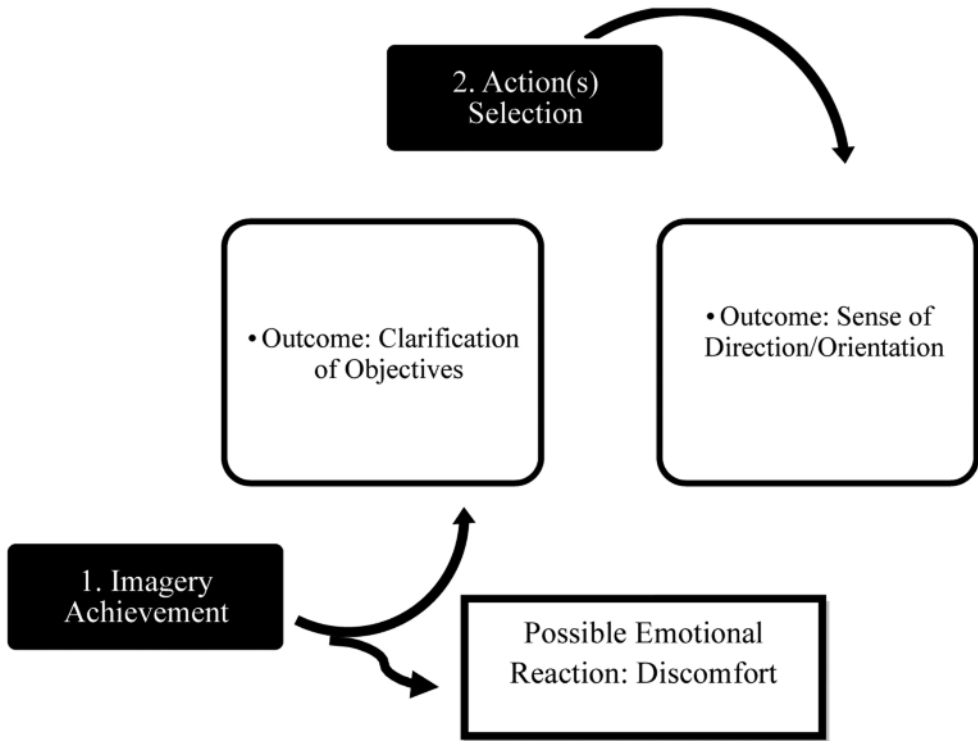 2. Action(s)
Selection
• Outcome: Clarification
of Objectives
• Outcome: Sense of
Direction/Orientation
1. Imagery
Achievement
Possible Emotional
Reaction: Discomfort